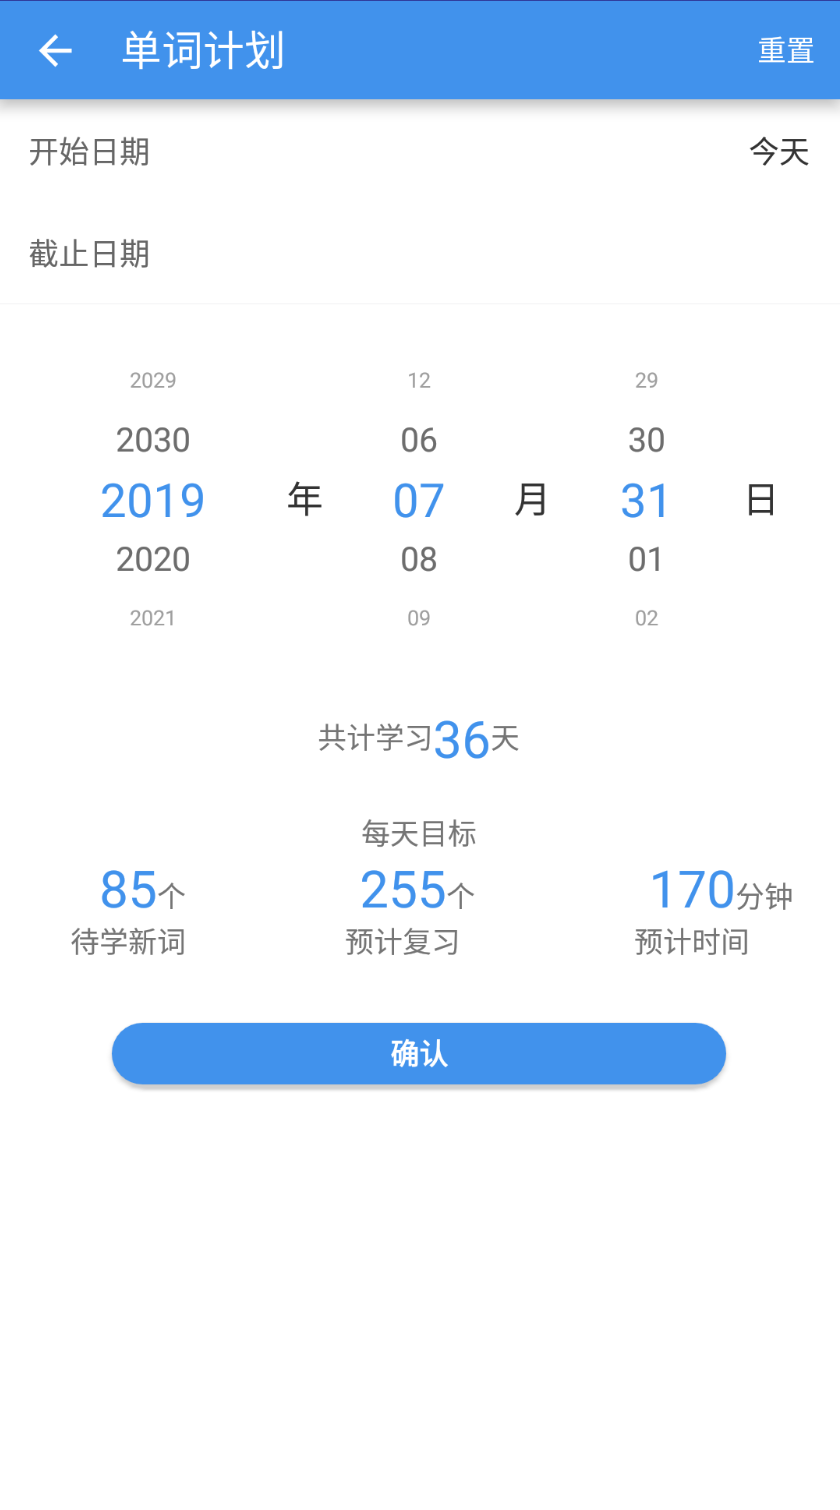 单词计划 重置
开始日期 今天
截止日期
2029 12 29
2030 06 30
2019 年 07 月 31 日
2020 08 01
2021 09 02
共计学习36天
每天目标
85个 255个 170分钟
待学新词 预计复习 预计时间
确认